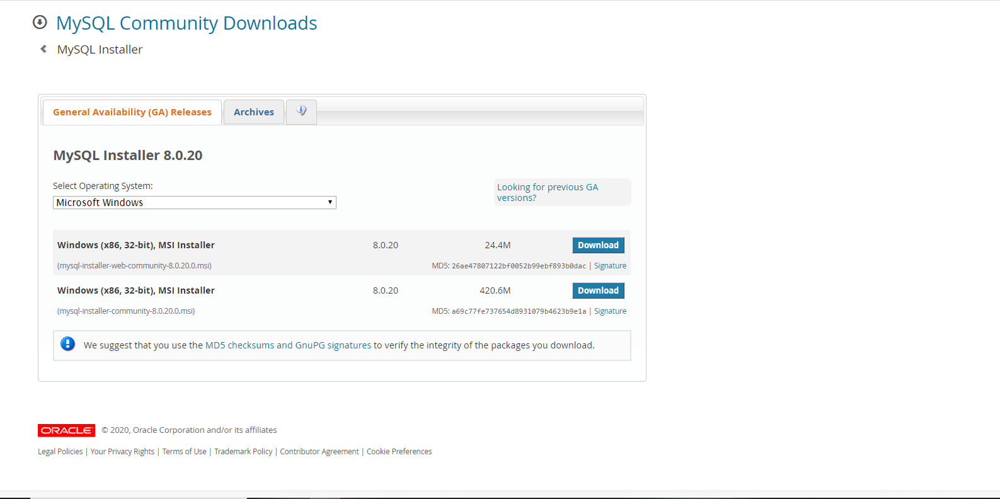 MySQL Community Downloads
MySQL Installer
General Availability (GA) Releases
Archives
MySQL Installer 8.0.20
Select Operating System:
Microsoft Windows
Looking for previous GA
versions?
Windows (x86, 32-bit), MSI Installer 8.0.20 24.4M Download
(mysql-installer-web-community-8.0.20.0.msi) MD5: 26ae47807122bf0052b99ebf893b0dac | Signature
Windows (x86, 32-bit), MSI Installer 8.0.20 420.6M Download
(mysql-installer-community-8.0.20.0.msi) MD5: a69c77fe737654d8931079b4623b9e1a | Signature
We suggest that you use the MD5 checksums and GnuPG signatures to verify the integrity of the packages you download.
ORACLE © 2020, Oracle Corporation and/or its affiliates
Legal Policies | Your Privacy Rights | Terms of Use | Trademark Policy | Contributor Agreement | Cookie Preferences